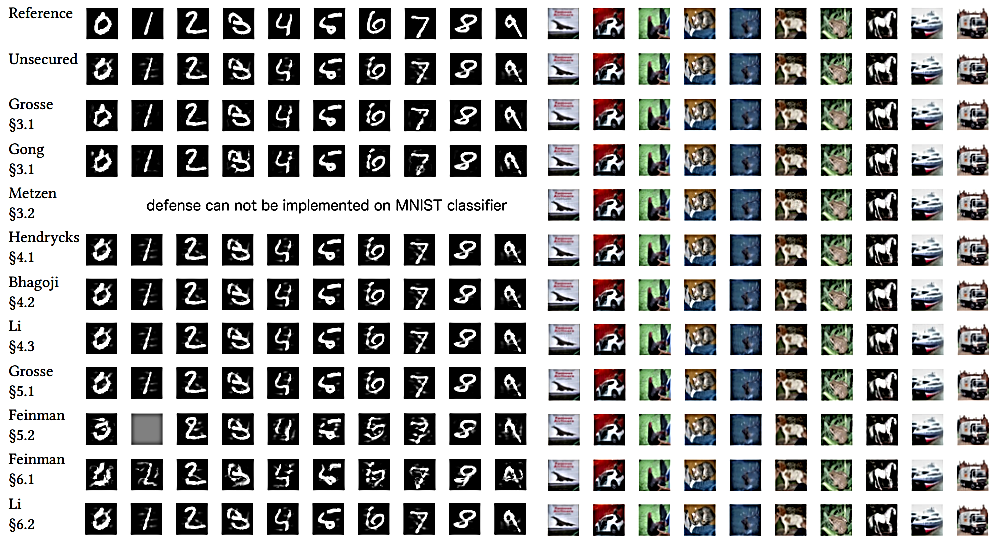 Reference
Unsecured
Grosse
§3.1
Gong
§3.1
Metzen
§3.2
defense can not be implemented on MNIST classifier
Hendrycks
§4.1
Bhagoji
§4.2
Li
§4.3
Grosse
§5.1
Feinman
§5.2
Feinman
§6.1
Li
§6.2